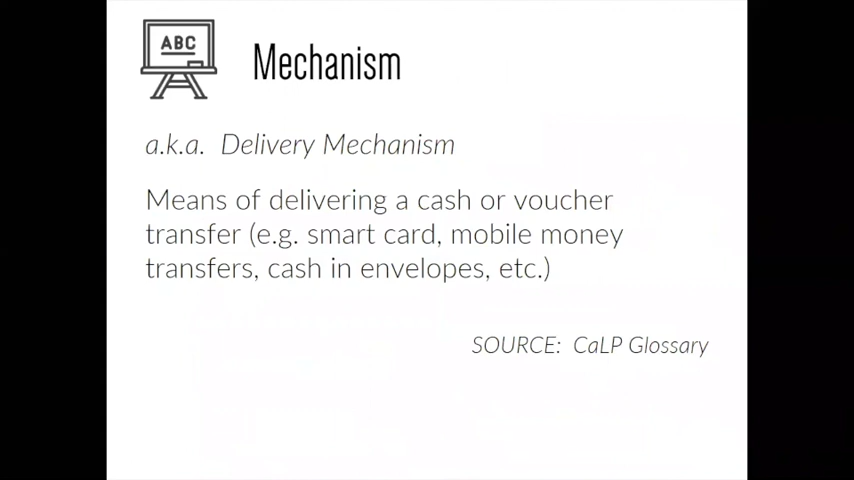 ABC
Mechanism
a.k.a. Delivery Mechanism
Means of delivering a cash or voucher
transfer (e.g. smart card, mobile money
transfers, cash in envelopes, etc.)
SOURCE: CaLP Glossary